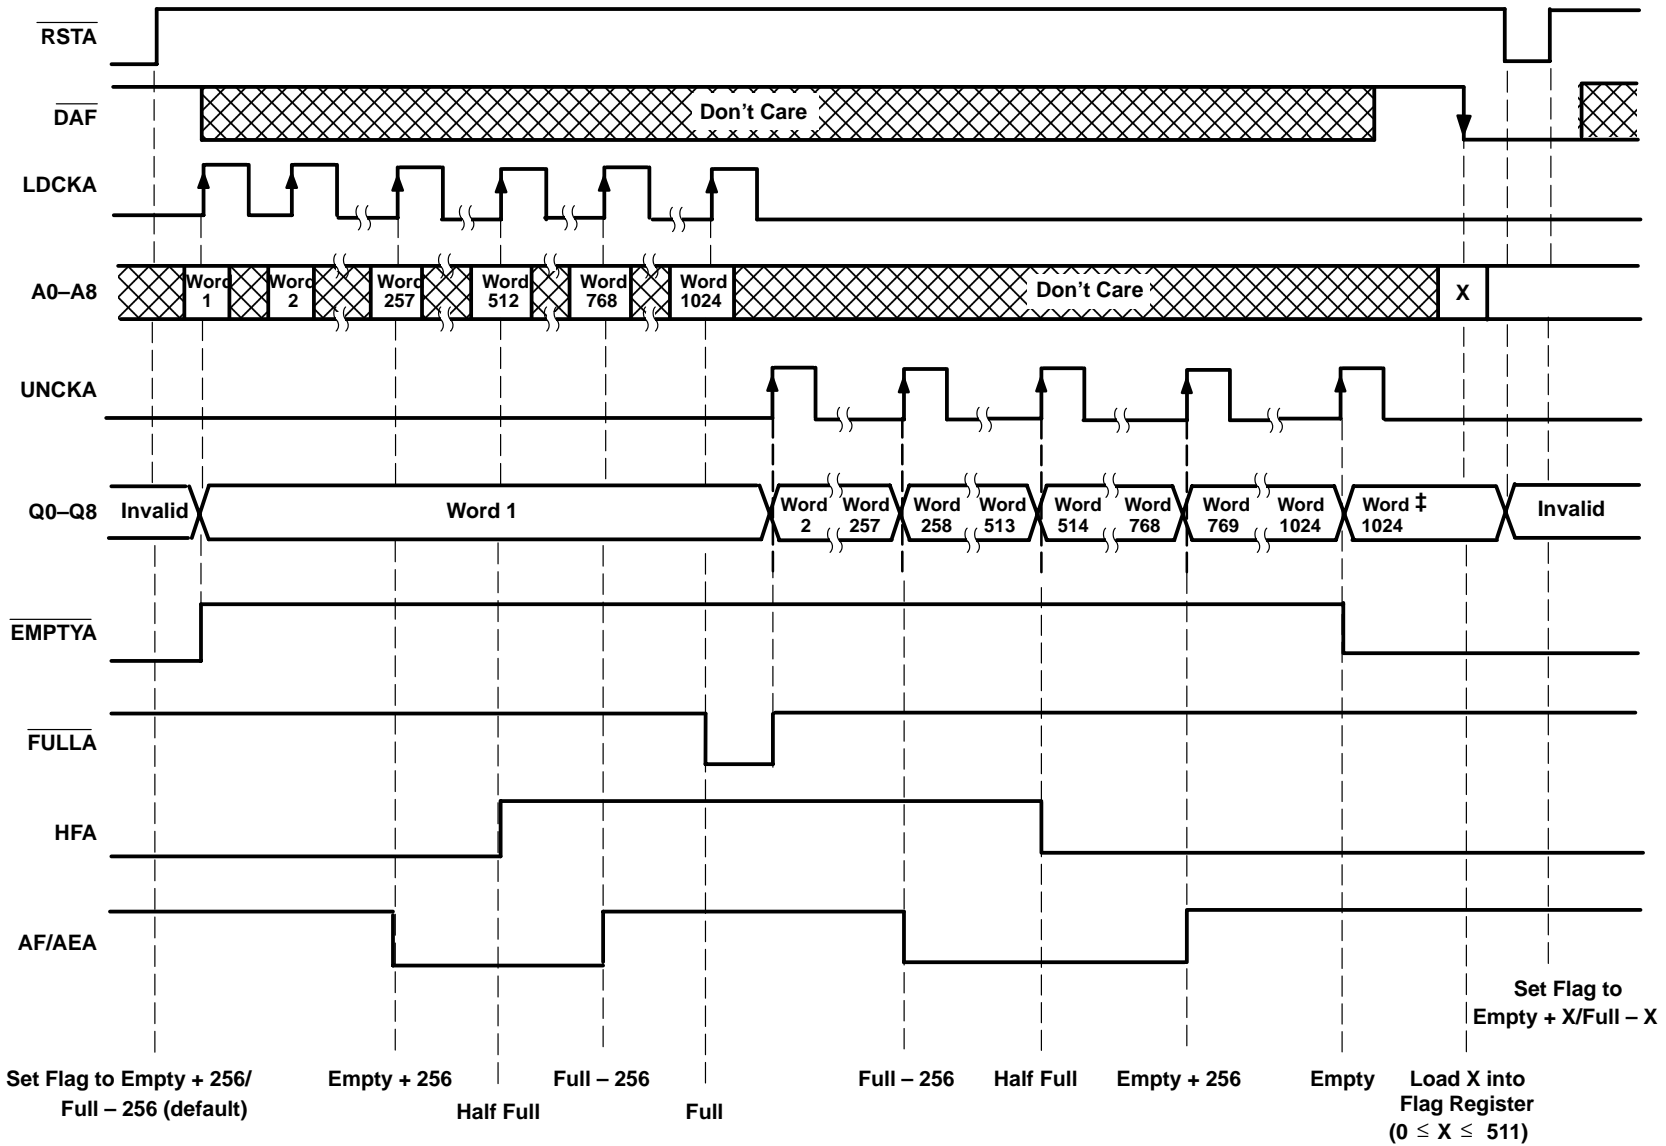 RSTA
DAF
Don't Care
LDCKA
A0–A8
Word 1
Word 2
Word 257
Word 512
Word 768
Word 1024
Don't Care
X
UNCKA
Q0–Q8
Invalid
Word 1
Word 2
Word 257
Word 258
Word 513
Word 514
Word 768
Word 769
Word 1024
Word ‡ 1024
Invalid
EMPTYA
FULLA
HFA
AF/AEA
Set Flag to
Empty + X/Full – X
Set Flag to Empty + 256/
Full – 256 (default)
Empty + 256
Half Full
Full – 256
Full
Full – 256
Half Full
Empty + 256
Empty
Load X into
Flag Register
(0 ≤ X ≤ 511)